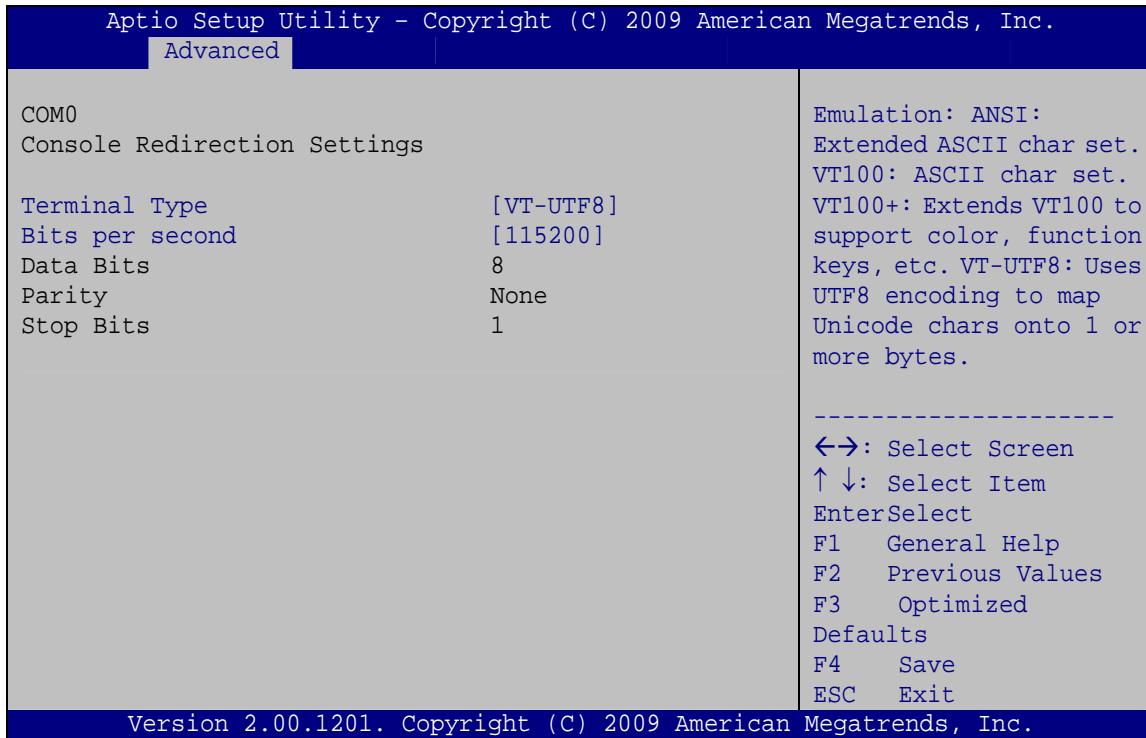 Aptio Setup Utility – Copyright (C) 2009 American Megatrends, Inc.
Advanced
COM0
Console Redirection Settings
Terminal Type [VT-UTF8]
Bits per second [115200]
Data Bits 8
Parity None
Stop Bits 1
Emulation: ANSI:
Extended ASCII char set.
VT100: ASCII char set.
VT100+: Extends VT100 to
support color, function
keys, etc. VT-UTF8: Uses
UTF8 encoding to map
Unicode chars onto 1 or
more bytes.
---------------------
←→: Select Screen
↑ ↓: Select Item
EnterSelect
F1 General Help
F2 Previous Values
F3 Optimized
Defaults
F4 Save
ESC Exit
Version 2.00.1201. Copyright (C) 2009 American Megatrends, Inc.